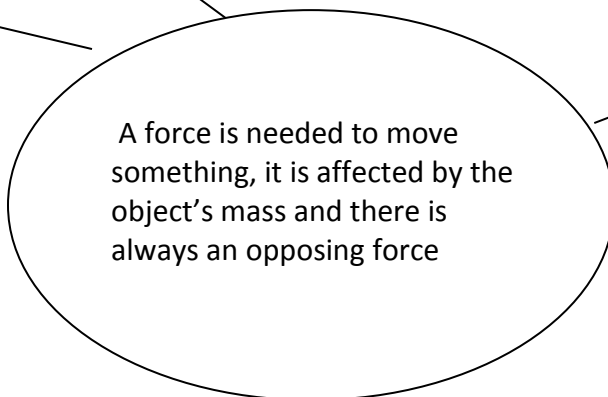 A force is needed to move
something, it is affected by the
object’s mass and there is
always an opposing force